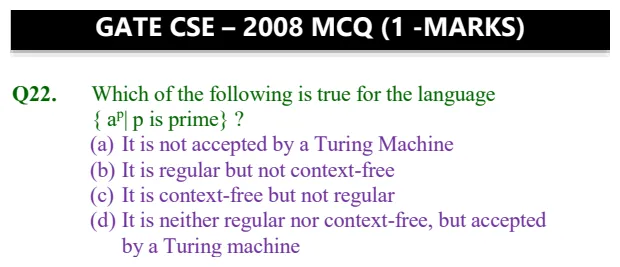 GATE CSE – 2008 MCQ (1 -MARKS)
Q22. Which of the following is true for the language
{ aᵖ| p is prime} ?
(a) It is not accepted by a Turing Machine
(b) It is regular but not context-free
(c) It is context-free but not regular
(d) It is neither regular nor context-free, but accepted
by a Turing machine